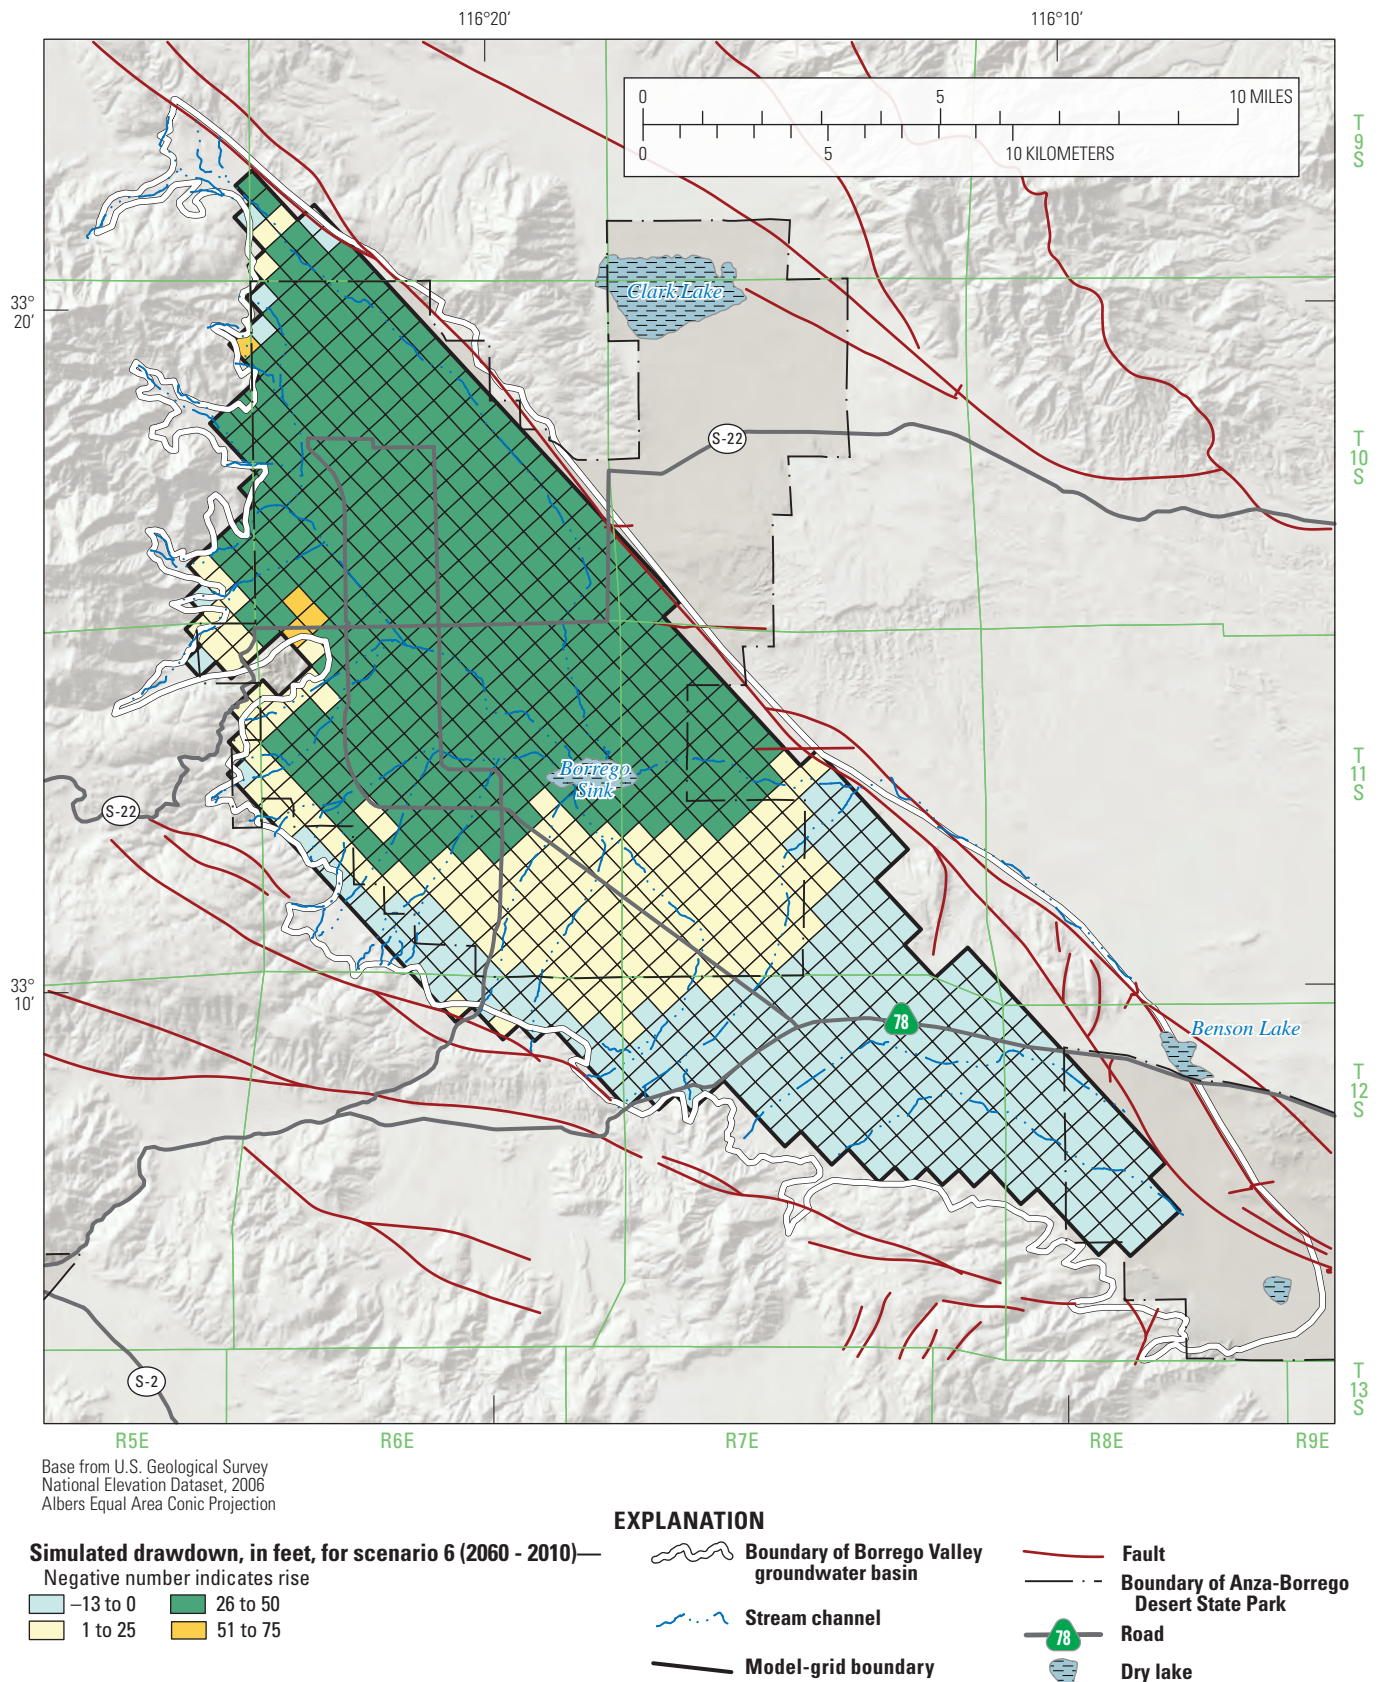 116°20′
116°10′
0 5 10 MILES
0 5 10 KILOMETERS
T
9
S
33°
20′
Clark Lake
S-22
T
10
S
Borrego
Sink
T
11
S
S-22
33°
10′
78
Benson Lake
T
12
S
S-2
T
13
S
R5E R6E R7E R8E R9E
Base from U.S. Geological Survey
National Elevation Dataset, 2006
Albers Equal Area Conic Projection
EXPLANATION
Simulated drawdown, in feet, for scenario 6 (2060 - 2010)—
Negative number indicates rise
–13 to 0
26 to 50
1 to 25
51 to 75
Boundary of Borrego Valley
groundwater basin
Stream channel
Model-grid boundary
Fault
Boundary of Anza-Borrego
Desert State Park
78
Road
Dry lake